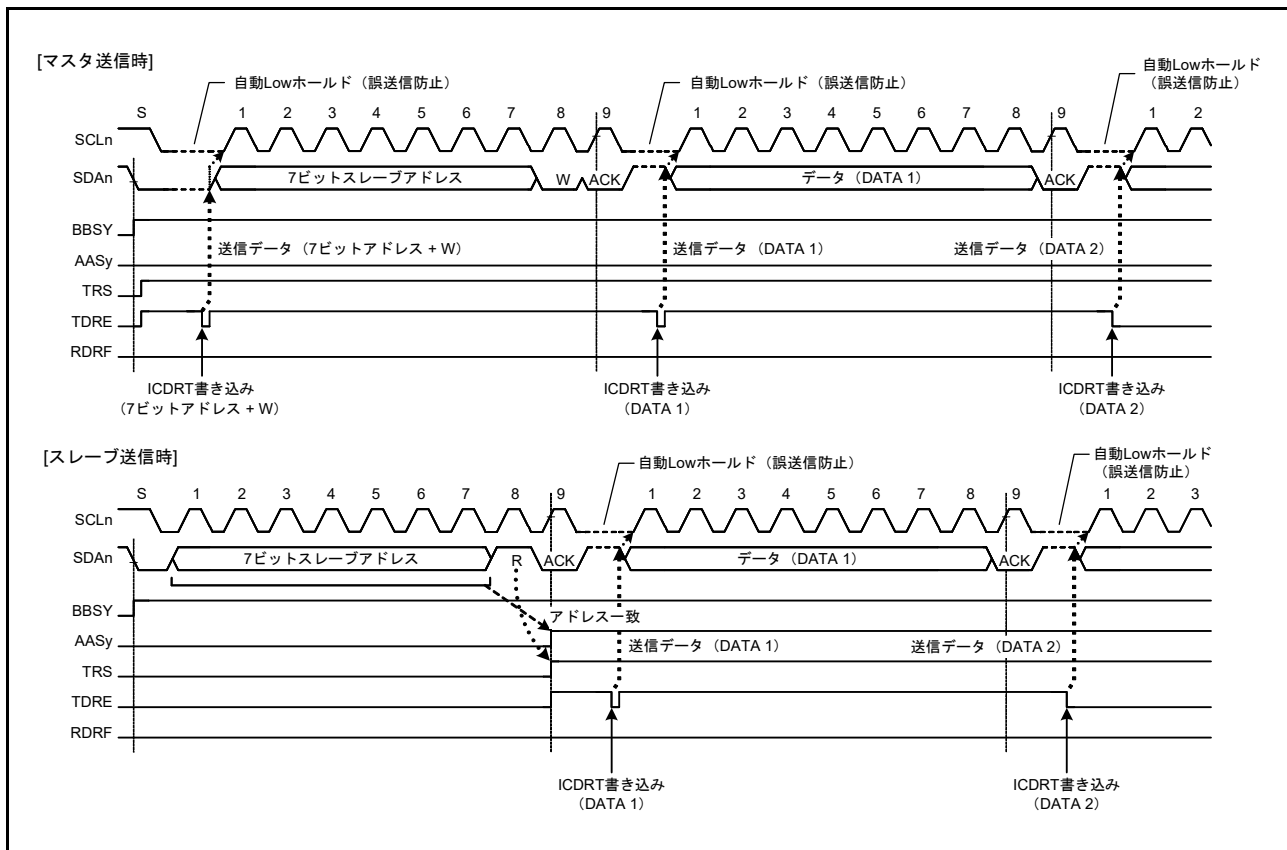 [マスタ送信時]
自動Lowホールド（誤送信防止）
自動Lowホールド（誤送信防止）
自動Lowホールド
（誤送信防止）
S 1 2 3 4 5 6 7 8 9 1 2 3 4 5 6 7 8 9 1 2
SCLn
SDAn 7ビットスレーブアドレス W ACK データ（DATA 1） ACK
BBSY
送信データ（7ビットアドレス + W） 送信データ（DATA 1） 送信データ（DATA 2）
AASy
TRS
TDRE
RDRF
ICDRT書き込み
（7ビットアドレス + W）
ICDRT書き込み
（DATA 1）
ICDRT書き込み
（DATA 2）
[スレーブ送信時]
自動Lowホールド（誤送信防止）
自動Lowホールド
（誤送信防止）
S 1 2 3 4 5 6 7 8 9 1 2 3 4 5 6 7 8 9 1 2 3
SCLn
SDAn 7ビットスレーブアドレス R ACK データ（DATA 1） ACK
BBSY
アドレス一致
AASy
送信データ（DATA 1） 送信データ（DATA 2）
TRS
TDRE
RDRF
ICDRT書き込み
（DATA 1）
ICDRT書き込み
（DATA 2）